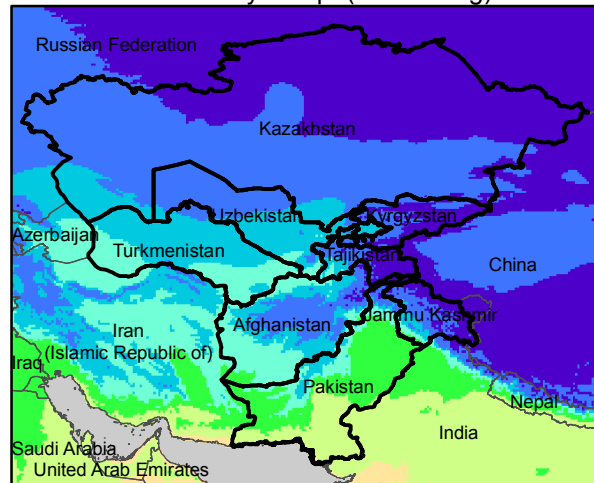 Russian Federation
Kazakhstan
Uzbekistan
Kyrgyzstan
Azerbaijan
Turkmenistan
Tajikistan
China
Jammu Kashmir
Afghanistan
Iran
(Islamic Republic of)
Iraq
Pakistan
Nepal
India
Saudi Arabia
United Arab Emirates